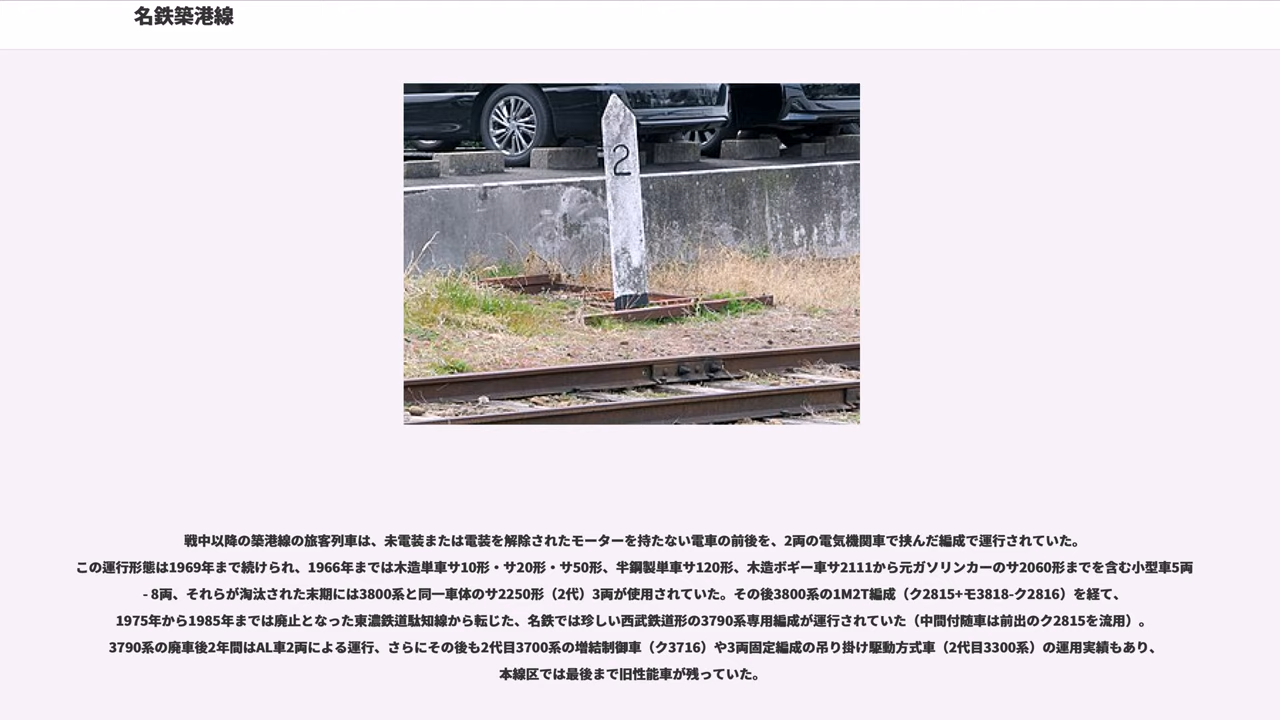 名鉄築港線
2
戦中以降の築港線の旅客列車は、未電装または電装を解除されたモーターを持たない電車の前後を、2両の電気機関車で挟んだ編成で運行されていた。
この運行形態は1969年まで続けられ、1966年までは木造単車サ10形・サ20形・サ50形、半鋼製単車サ120形、木造ボギー車サ2111から元ガソリンカーのサ2060形までを含む小型車5両
- 8両、それらが淘汰された末期には3800系と同一車体のサ2250形（2代）3両が使用されていた。その後3800系の1M2T編成（ク2815+モ3818-ク2816）を経て、
1975年から1985年までは廃止となった東濃鉄道駄知線から転じた、名鉄では珍しい西武鉄道形の3790系専用編成が運行されていた（中間付随車は前出のク2815を流用）。
3790系の廃車後2年間はAL車2両による運行、さらにその後も2代目3700系の増結制御車（ク3716）や3両固定編成の吊り掛け駆動方式車（2代目3300系）の運用実績もあり、
本線区では最後まで旧性能車が残っていた。